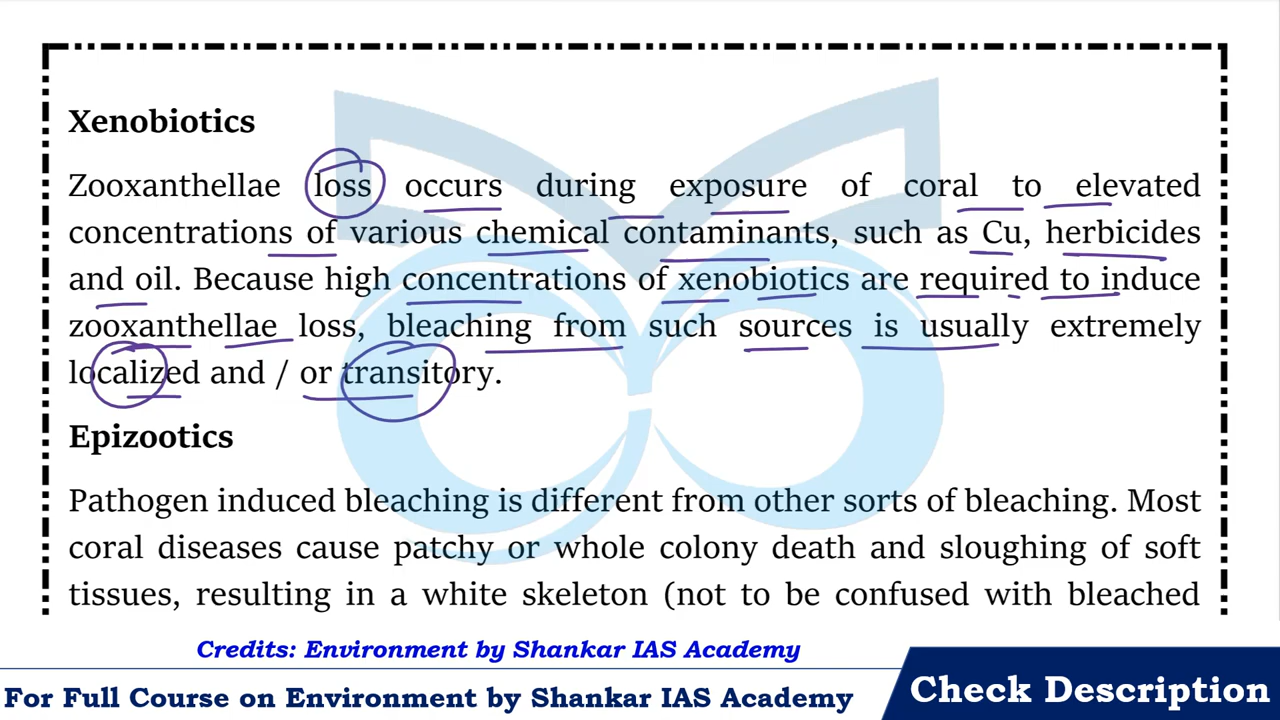 Xenobiotics
Zooxanthellae loss occurs during exposure of coral to elevated
concentrations of various chemical contaminants, such as Cu, herbicides
and oil. Because high concentrations of xenobiotics are required to induce
zooxanthellae loss, bleaching from such sources is usually extremely
localized and / or transitory.
Epizootics
Pathogen induced bleaching is different from other sorts of bleaching. Most
coral diseases cause patchy or whole colony death and sloughing of soft
tissues, resulting in a white skeleton (not to be confused with bleached
Credits: Environment by Shankar IAS Academy
For Full Course on Environment by Shankar IAS Academy
Check Description